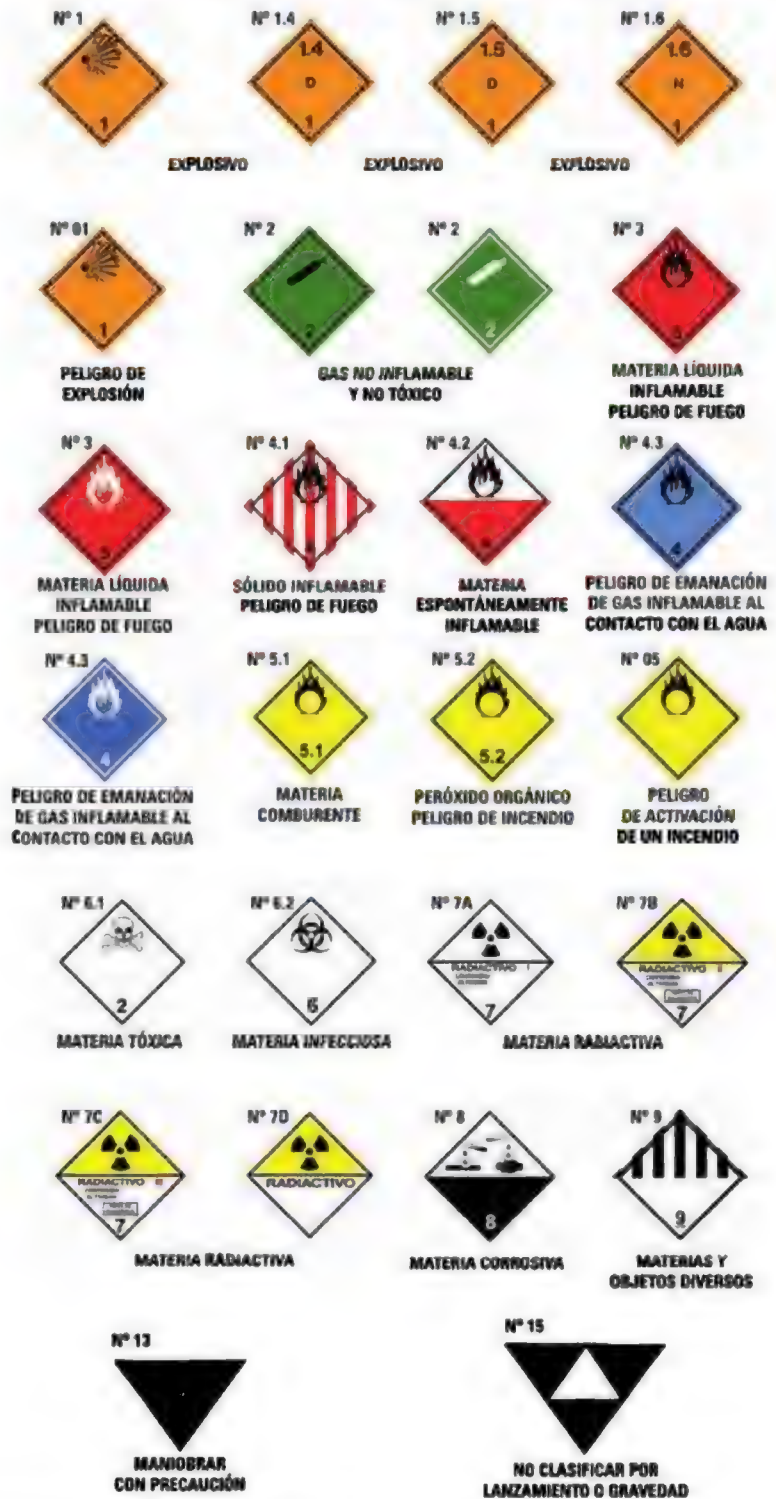 Nº 1 Nº 1.4 Nº 1.5 Nº 1.6
1.4 1.5 1.6
D D N
1 1 1 1
EXPLOSIVO EXPLOSIVO EXPLOSIVO
Nº 01 Nº 2 Nº 2 Nº 3
1 2 2 3
PELIGRO DE
EXPLOSIÓN
GAS NO INFLAMABLE
Y NO TÓXICO
MATERIA LÍQUIDA
INFLAMABLE
PELIGRO DE FUEGO
Nº 3 Nº 4.1 Nº 4.2 Nº 4.3
3 4 4 4
MATERIA LÍQUIDA
INFLAMABLE
PELIGRO DE FUEGO
SÓLIDO INFLAMABLE
PELIGRO DE FUEGO
MATERIA
ESPONTÁNEAMENTE
INFLAMABLE
PELIGRO DE EMANACIÓN
DE GAS INFLAMABLE AL
CONTACTO CON EL AGUA
Nº 4.3 Nº 5.1 Nº 5.2 Nº 05
4 5.1 5.2
PELIGRO DE EMANACIÓN
DE GAS INFLAMABLE AL
CONTACTO CON EL AGUA
MATERIA
COMBURENTE
PERÓXIDO ORGÁNICO
PELIGRO DE INCENDIO
PELIGRO
DE ACTIVACIÓN
DE UN INCENDIO
Nº 6.1 Nº 6.2 Nº 7A Nº 7B
RADIACTIVO I RADIACTIVO II
2 6 7 7
MATERIA TÓXICA MATERIA INFECCIOSA MATERIA RADIACTIVA
Nº 7C Nº 7D Nº 8 Nº 9
RADIACTIVO III RADIACTIVO
7 8 9
MATERIA RADIACTIVA MATERIA CORROSIVA
MATERIAS Y
OBJETOS DIVERSOS
Nº 13 Nº 15
MANIOBRAR
CON PRECAUCIÓN
NO CLASIFICAR POR
LANZAMIENTO O GRAVEDAD